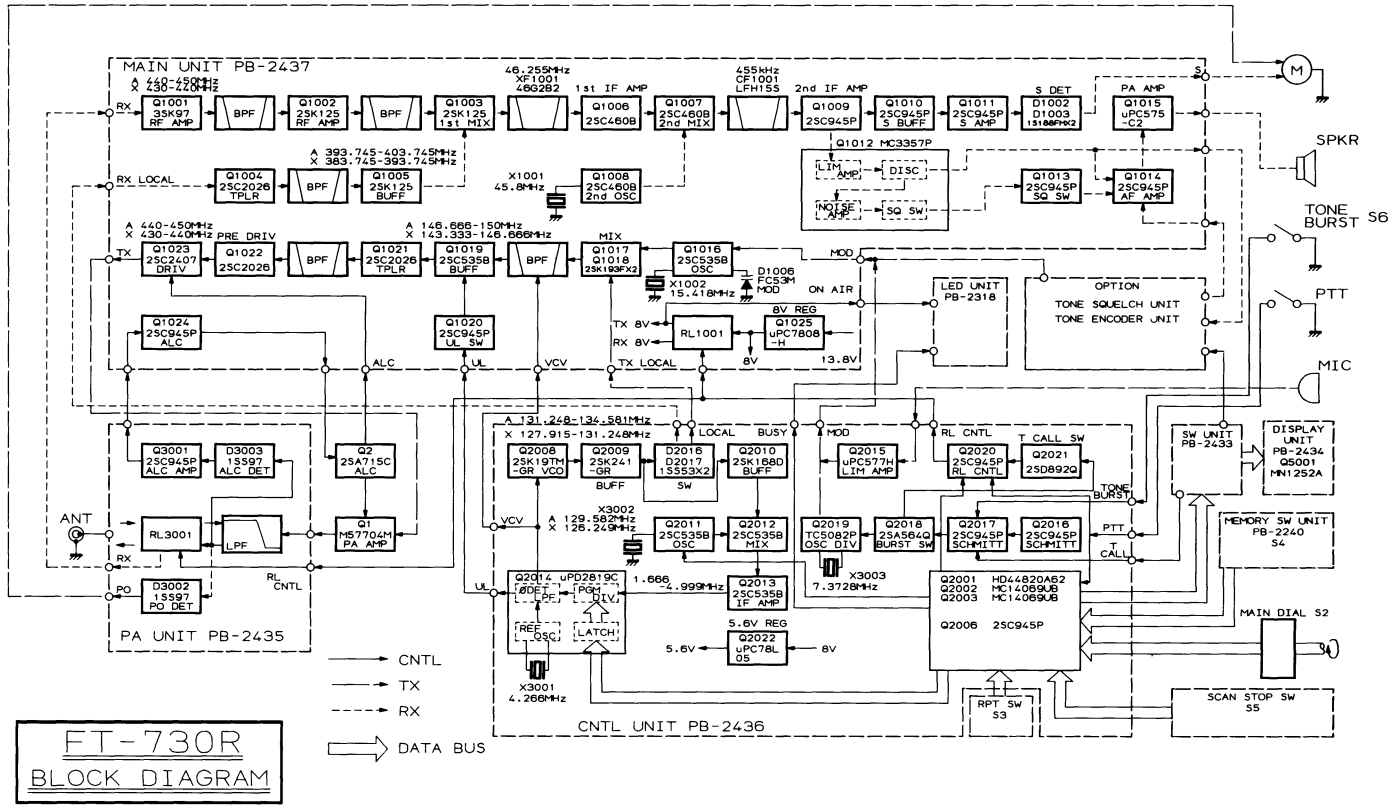 MAIN UNIT PB-2437
A 440-450MHz
X 430-440MHz
RX
Q1001
3SK97
RF AMP
BPF
Q1002
2SK125
RF AMP
BPF
Q1003
2SK125
1st MIX
46.255MHz
XF1001
46G2B2
1st IF AMP
Q1006
2SC460B
Q1007
2SC460B
2nd MIX
455kHz
CF1001
LFH15S
2nd IF AMP
Q1009
2SC945P
Q1010
2SC945P
S BUFF
Q1011
2SC945P
S AMP
S DET
D1002
D1003
1S188FMX2
PA AMP
Q1015
uPC575
-C2
S
M
SPKR
Q1012 MC3357P
LIM
AMP
DISC
NOISE
AMP
SQ SW
Q1013
2SC945P
SQ SW
Q1014
2SC945P
AF AMP
RX LOCAL
Q1004
2SC2026
TPLR
BPF
A 393.745-403.745MHz
X 383.745-393.745MHz
Q1005
2SK125
BUFF
X1001
45.8MHz
Q1008
2SC460B
2nd OSC
TONE
BURST S6
A 440-450MHz
X 430-440MHz
TX
Q1023
2SC2407
DRIV
PRE DRIV
Q1022
2SC2026
BPF
Q1021
2SC2026
TPLR
A 146.666-150MHz
X 143.333-146.666MHz
Q1019
2SC535B
BUFF
BPF
MIX
Q1017
Q1018
2SK193FX2
Q1016
2SC535B
OSC
X1002
15.418MHz
D1006
FC53M
MOD
MOD
ON AIR
LED UNIT
PB-2318
OPTION
TONE SQUELCH UNIT
TONE ENCODER UNIT
PTT
Q1024
2SC945P
ALC
Q1020
2SC945P
UL SW
TX 8V
RX 8V
RL1001
8V
8V REG
Q1025
uPC7808
-H
13.8V
ALC
UL
VCV
TX LOCAL
MIC
Q3001
2SC945P
ALC AMP
D3003
1SS97
ALC DET
Q2
2SA715C
ALC
ANT
RL3001
LPF
Q1
M57704M
PA AMP
RX
RL
CNTL
PO
D3002
1SS97
PO DET
PA UNIT PB-2435
A 131.248-134.581MHz
X 127.915-131.248MHz
LOCAL
BUSY
MOD
RL CNTL
Q2008
2SK19TM
-GR VCO
Q2009
2SK241
-GR
BUFF
D2016
D2017
1SS53X2
SW
Q2010
2SK168D
BUFF
Q2015
uPC577H
LIM AMP
Q2020
2SC945P
RL CNTL
T CALL SW
Q2021
2SD892Q
TONE
BURST
SW UNIT
PB-2433
DISPLAY
UNIT
PB-2434
Q5001
MN1252A
VCV
A 129.582MHz
X 126.249MHz
X3002
Q2011
2SC535B
OSC
Q2012
2SC535B
MIX
Q2019
TC5082P
OSC DIV
Q2018
2SA564Q
BURST SW
Q2017
2SC945P
SCHMITT
Q2016
2SC945P
SCHMITT
PTT
T
CALL
MEMORY SW UNIT
PB-2240
S4
X3003
7.3728MHz
UL
Q2014 uPD2819C
ØDET
LPF
PGM
DIV
REF
OSC
LATCH
1.666
-4.999MHz
Q2013
2SC535B
IF AMP
Q2001 HD44820A62
Q2002 MC14069UB
Q2003 MC14069UB
Q2006 2SC945P
MAIN DIAL S2
5.6V REG
5.6V
Q2022
uPC78L
05
8V
X3001
4.266MHz
RPT SW
S3
SCAN STOP SW
S5
CNTL UNIT PB-2436
CNTL
TX
RX
DATA BUS
FT-730R
BLOCK DIAGRAM